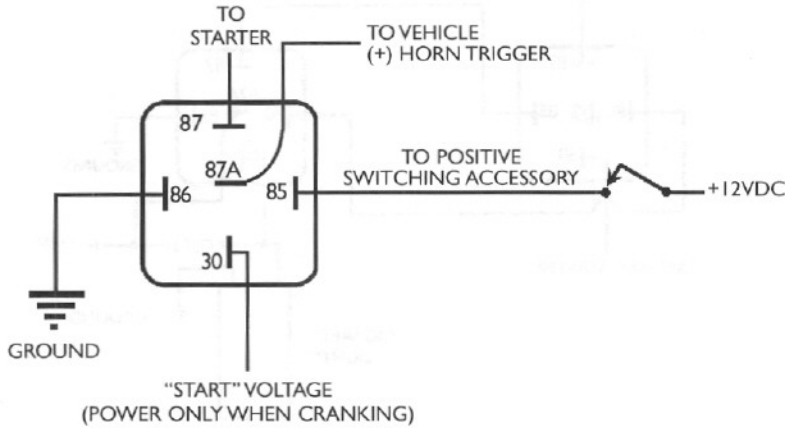 TO
STARTER
TO VEHICLE
(+) HORN TRIGGER
87
87A
86
85
TO POSITIVE
SWITCHING ACCESSORY
+12VDC
30
GROUND
"START" VOLTAGE
(POWER ONLY WHEN CRANKING)